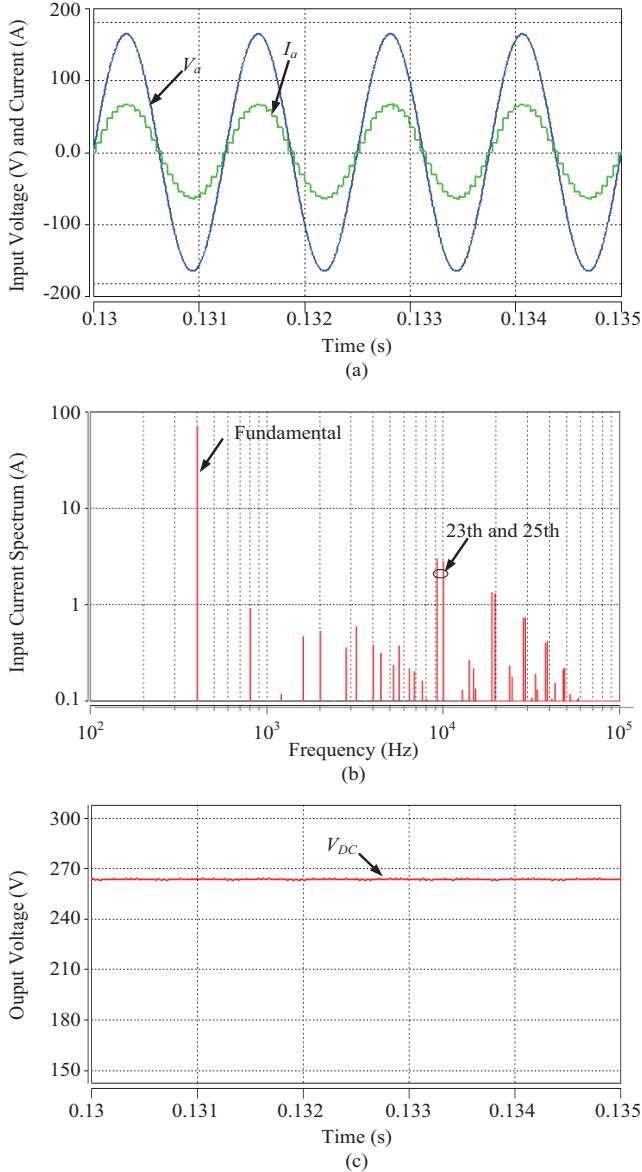 Input Voltage (V) and Current (A)
200
100
0.0
-100
-200
V_a
I_a
0.13
0.131
0.132
0.133
0.134
0.135
Time (s)
(a)
Input Current Spectrum (A)
100
10
1
0.1
Fundamental
23th and 25th
10^2
10^3
10^4
10^5
Frequency (Hz)
(b)
Ouput Voltage (V)
300
270
240
210
180
150
V_DC
0.13
0.131
0.132
0.133
0.134
0.135
Time (s)
(c)